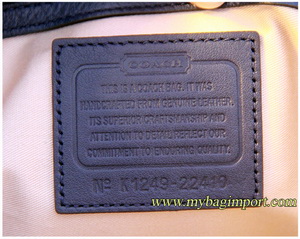 COACH
THIS IS A COACH BAG. IT WAS
HANDCRAFTED FROM GENUINE LEATHER.
ITS SUPERIOR CRAFTSMANSHIP AND
ATTENTION TO DETAIL REFLECT OUR
COMMITMENT TO ENDURING QUALITY.
Nº K1249-22418
www.mybagimport.com